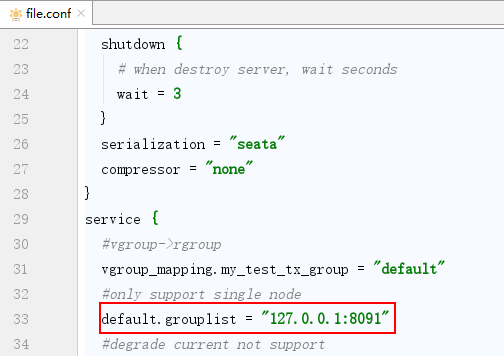 file.conf ×
22 shutdown {
23 # when destroy server, wait seconds
24 wait = 3
25 }
26 serialization = "seata"
27 compressor = "none"
28 }
29 service {
30 #vgroup->rgroup
31 vgroup_mapping.my_test_tx_group = "default"
32 #only support single node
33 default.grouplist = "127.0.0.1:8091"
34 #degrade current not support